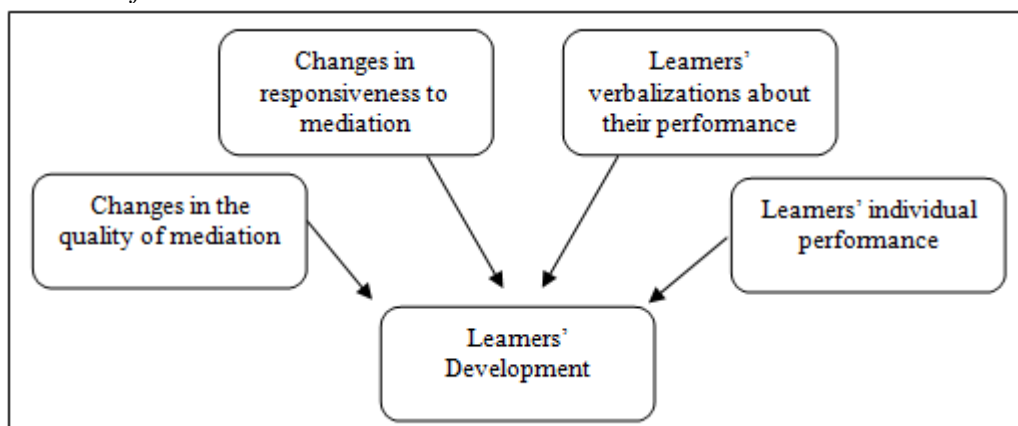 Changes in
responsiveness to
mediation
Learners’
verbalizations about
their performance
Changes in the
quality of mediation
Learners’ individual
performance
Learners’
Development